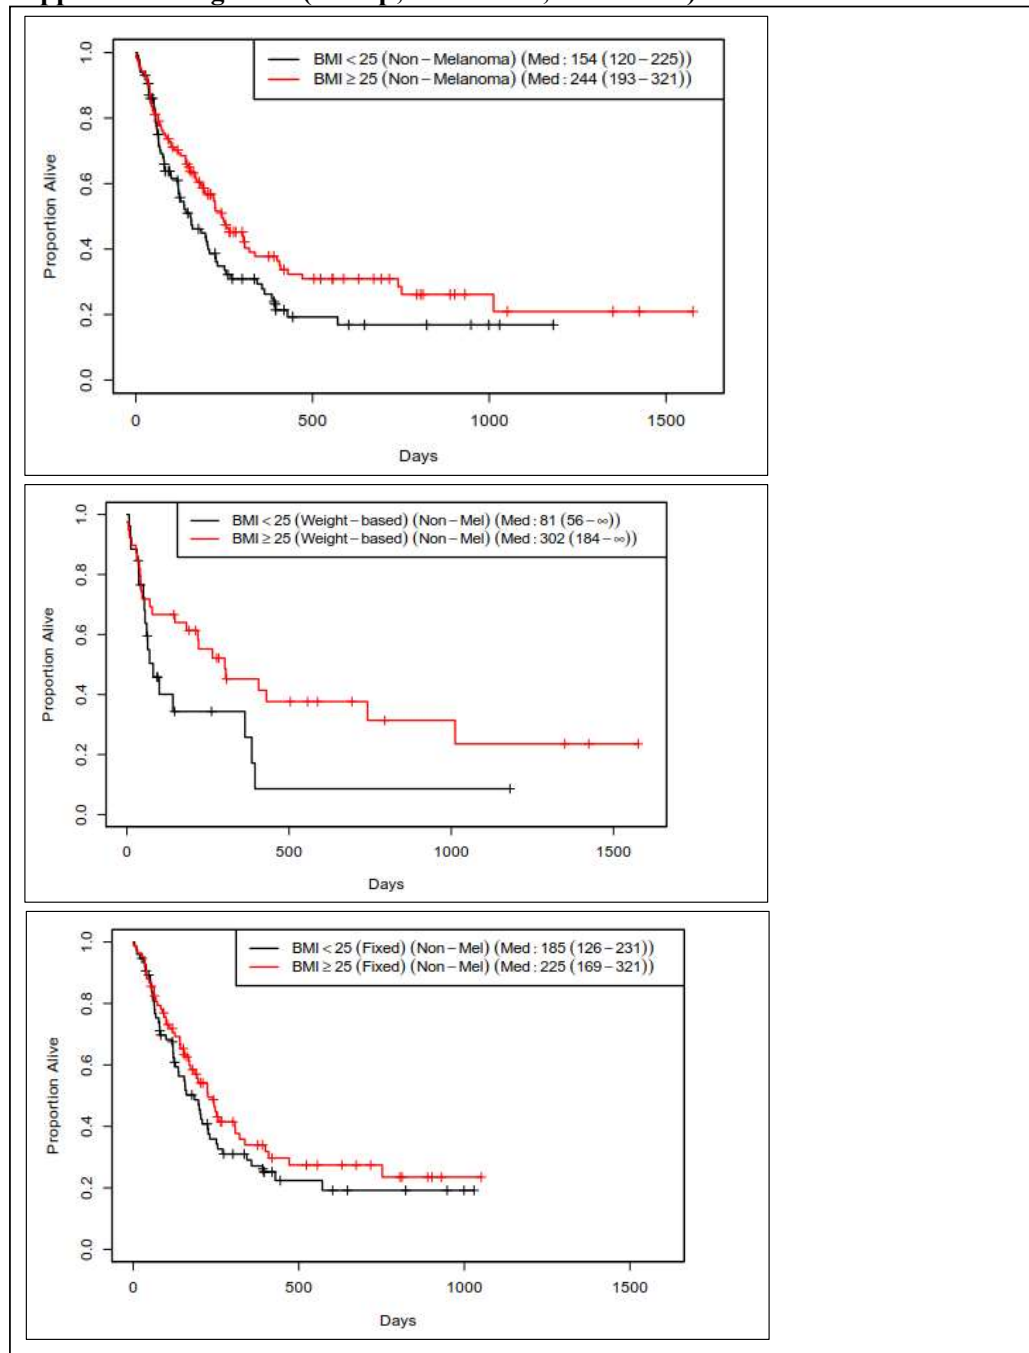 BMI < 25 (Non − Melanoma) (Med : 154 (120 − 225))
BMI ≥ 25 (Non − Melanoma) (Med : 244 (193 − 321))
Proportion Alive
1.0
0.8
0.6
0.4
0.2
0.0
0 500 1000 1500
Days
BMI < 25 (Weight − based) (Non − Mel) (Med : 81 (56 − ∞))
BMI ≥ 25 (Weight − based) (Non − Mel) (Med : 302 (184 − ∞))
Proportion Alive
1.0
0.8
0.6
0.4
0.2
0.0
0 500 1000 1500
Days
BMI < 25 (Fixed) (Non − Mel) (Med : 185 (126 − 231))
BMI ≥ 25 (Fixed) (Non − Mel) (Med : 225 (169 − 321))
Proportion Alive
1.0
0.8
0.6
0.4
0.2
0.0
0 500 1000 1500
Days